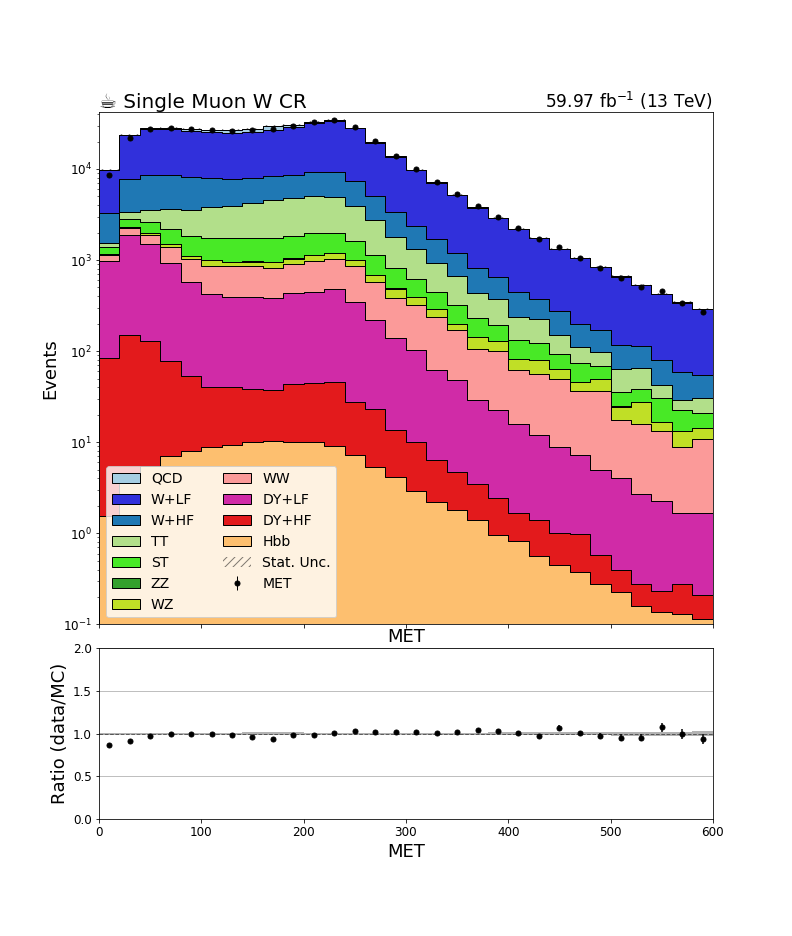 ☕ Single Muon W CR 59.97 fb⁻¹ (13 TeV)
Events
10⁴
10³
10²
10¹
10⁰
10⁻¹
QCD WW
W+LF DY+LF
W+HF DY+HF
TT Hbb
ST Stat. Unc.
ZZ MET
WZ
MET
Ratio (data/MC)
2.0
1.5
1.0
0.5
0.0
0 100 200 300 400 500 600
MET